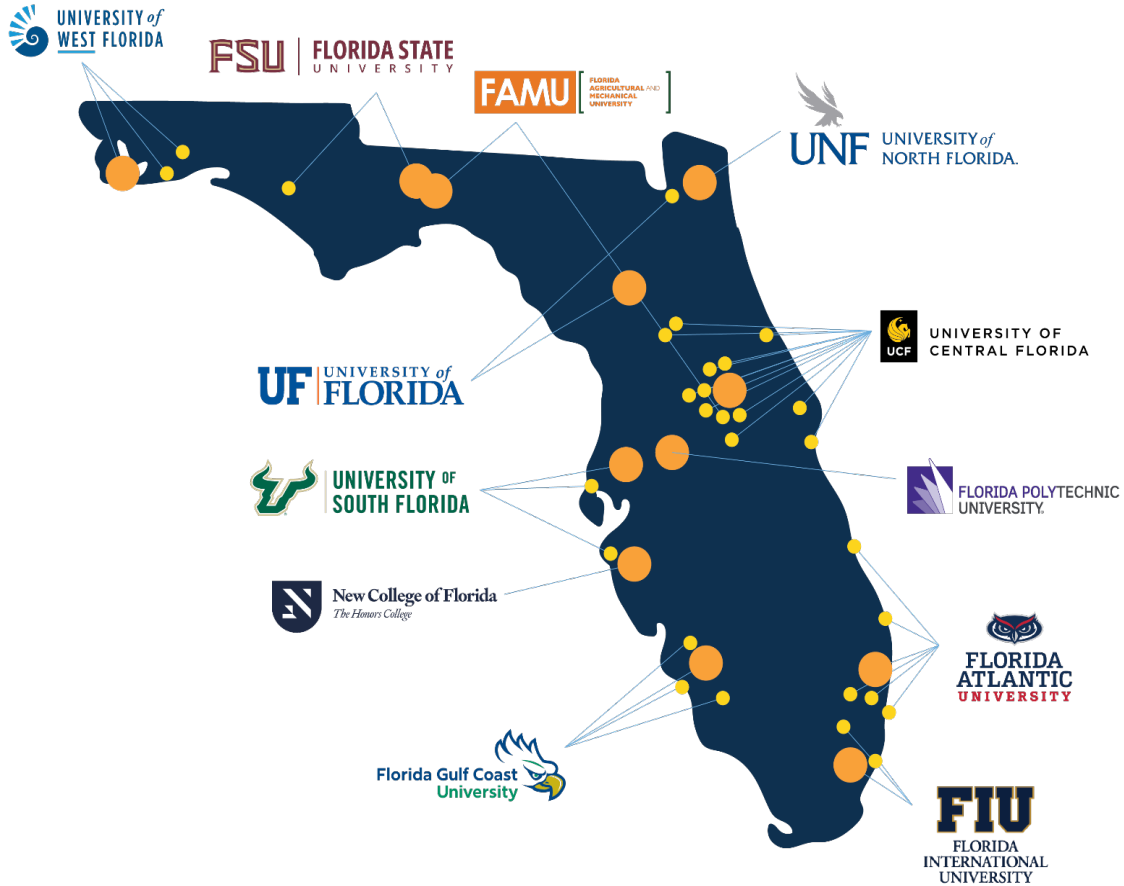 UNIVERSITY of
WEST FLORIDA
FSU
FLORIDA STATE
UNIVERSITY
FAMU
FLORIDA
AGRICULTURAL AND
MECHANICAL
UNIVERSITY
UNF
UNIVERSITY of
NORTH FLORIDA.
UCF
UNIVERSITY OF
CENTRAL FLORIDA
UF
UNIVERSITY of
FLORIDA
UNIVERSITY OF
SOUTH FLORIDA
FLORIDA POLYTECHNIC
UNIVERSITY
N
New College of Florida
The Honors College
FLORIDA
ATLANTIC
UNIVERSITY
Florida Gulf Coast
University
FIU
FLORIDA
INTERNATIONAL
UNIVERSITY